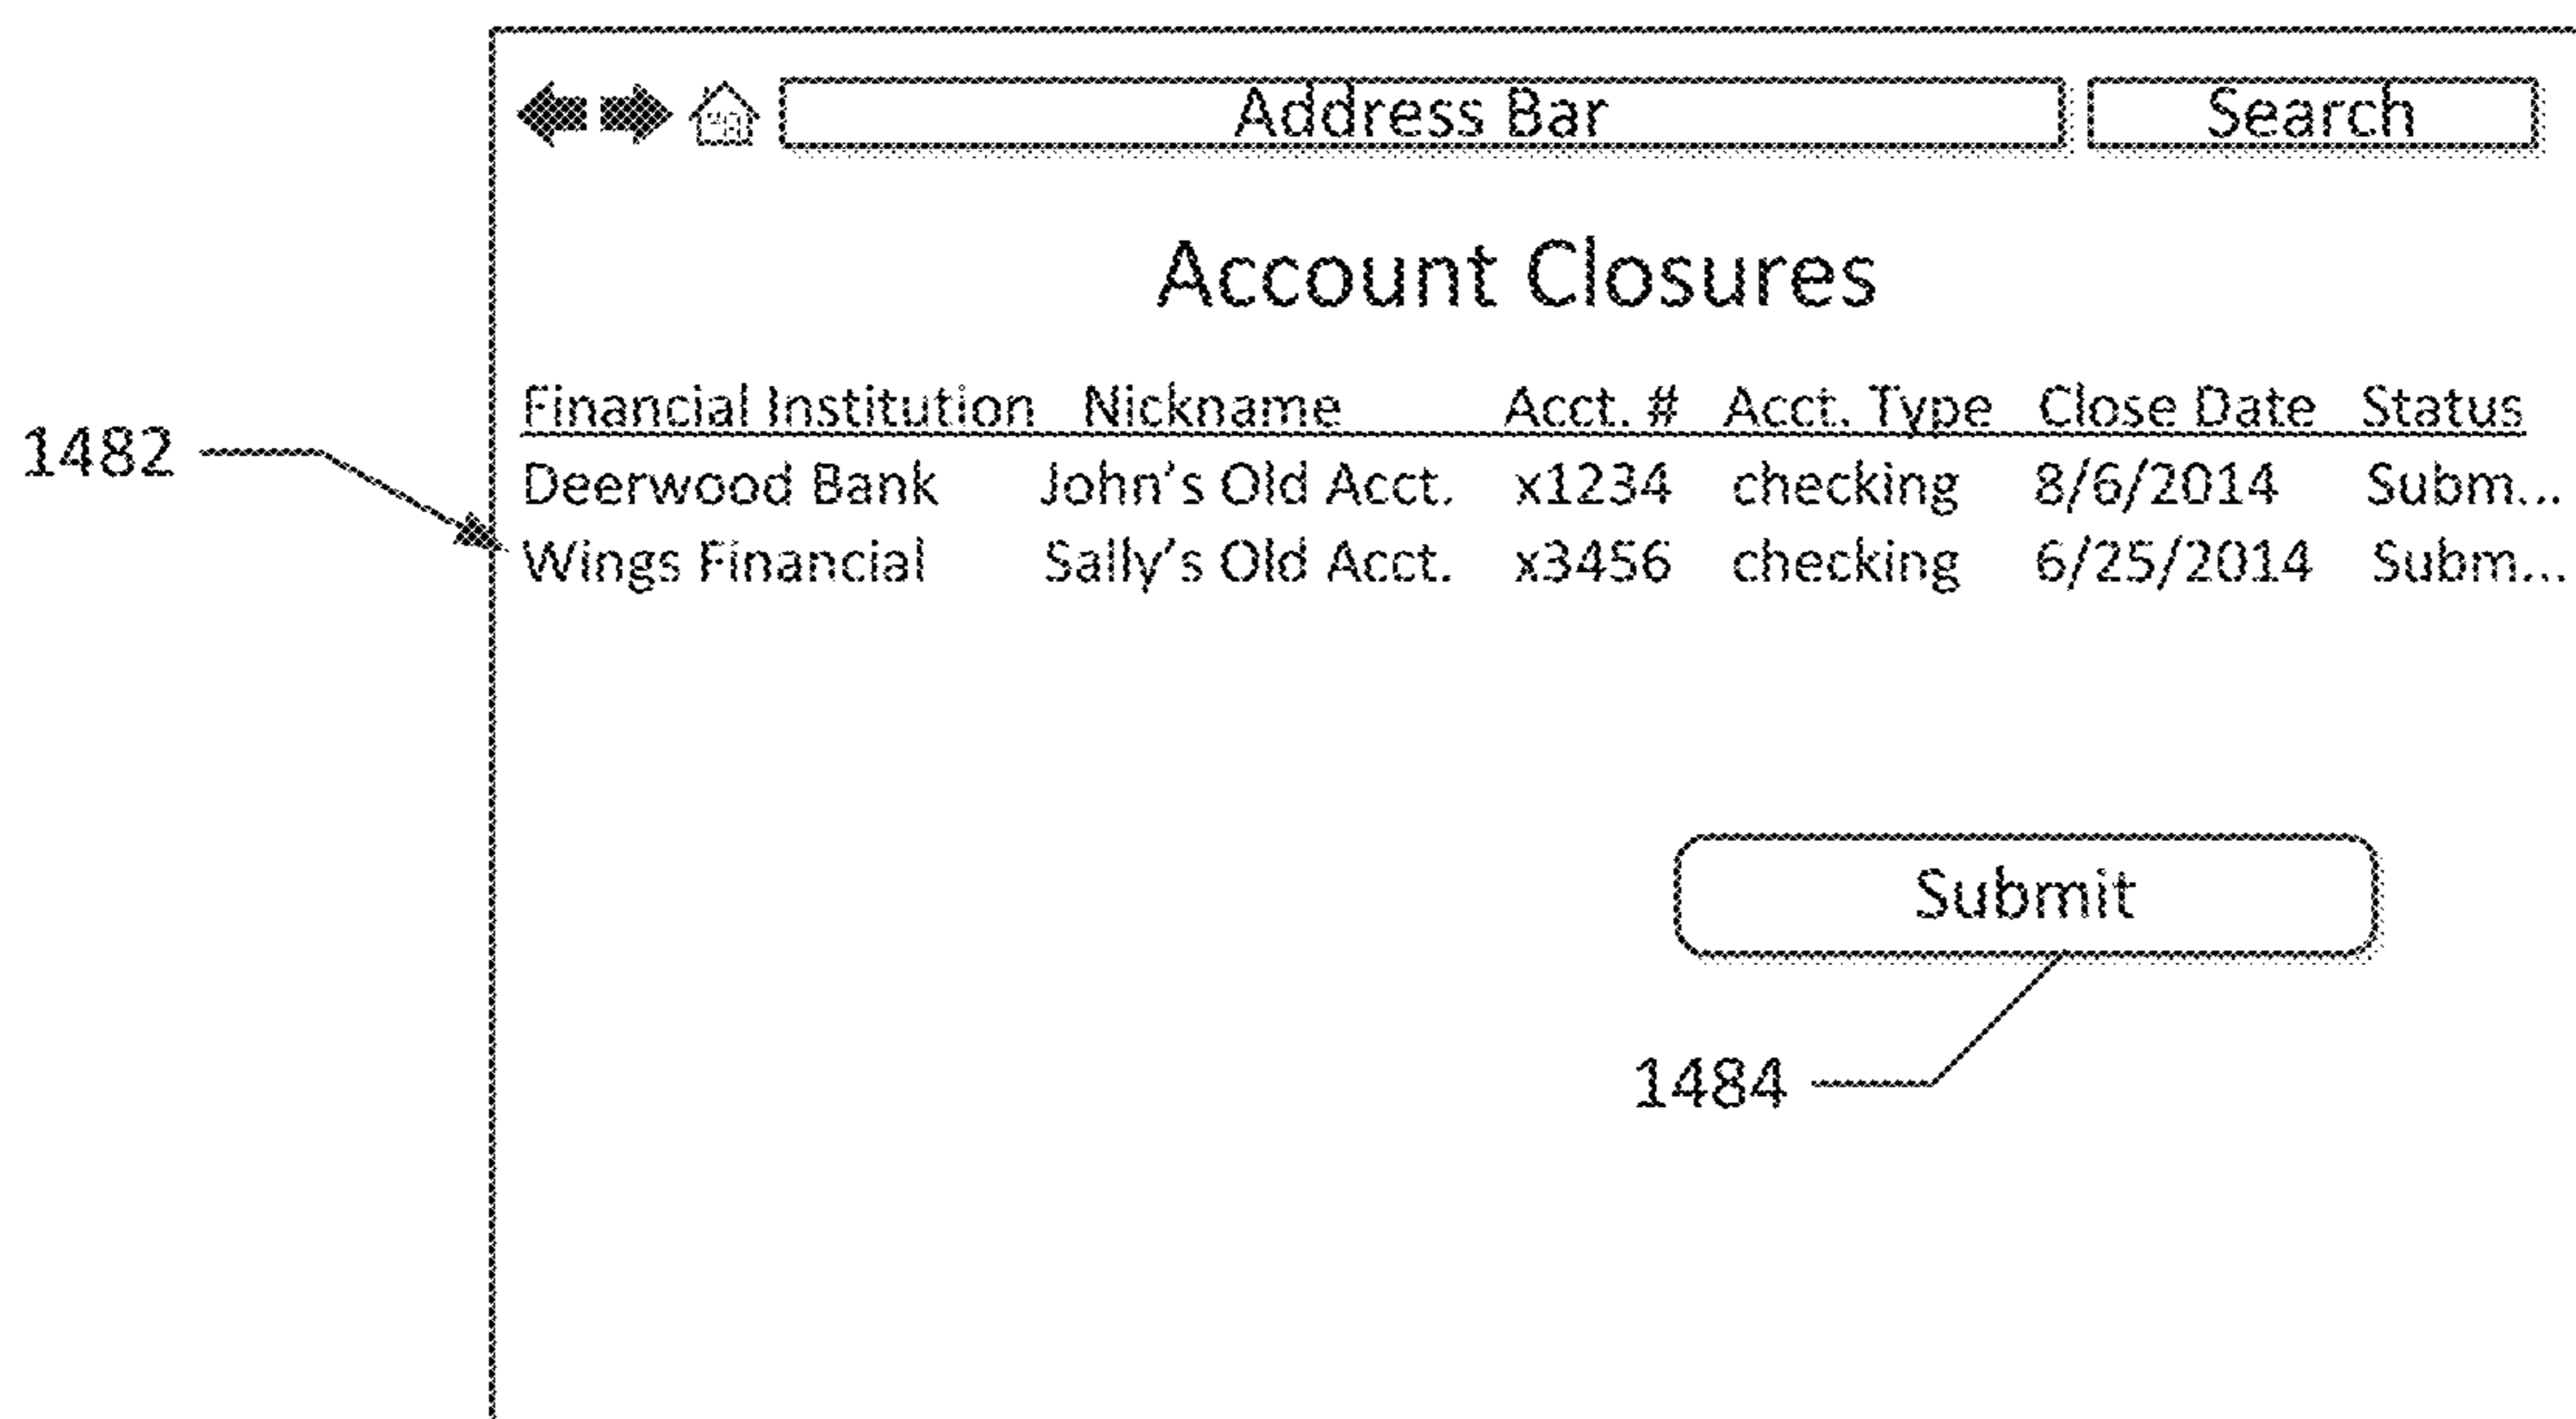 Address Bar Search
Account Closures
Financial Institution Nickname Acct. # Acct. Type Close Date Status
1482
Deerwood Bank John's Old Acct. x1234 checking 8/6/2014 Subm...
Wings Financial Sally's Old Acct. x3456 checking 6/25/2014 Subm...
Submit
1484